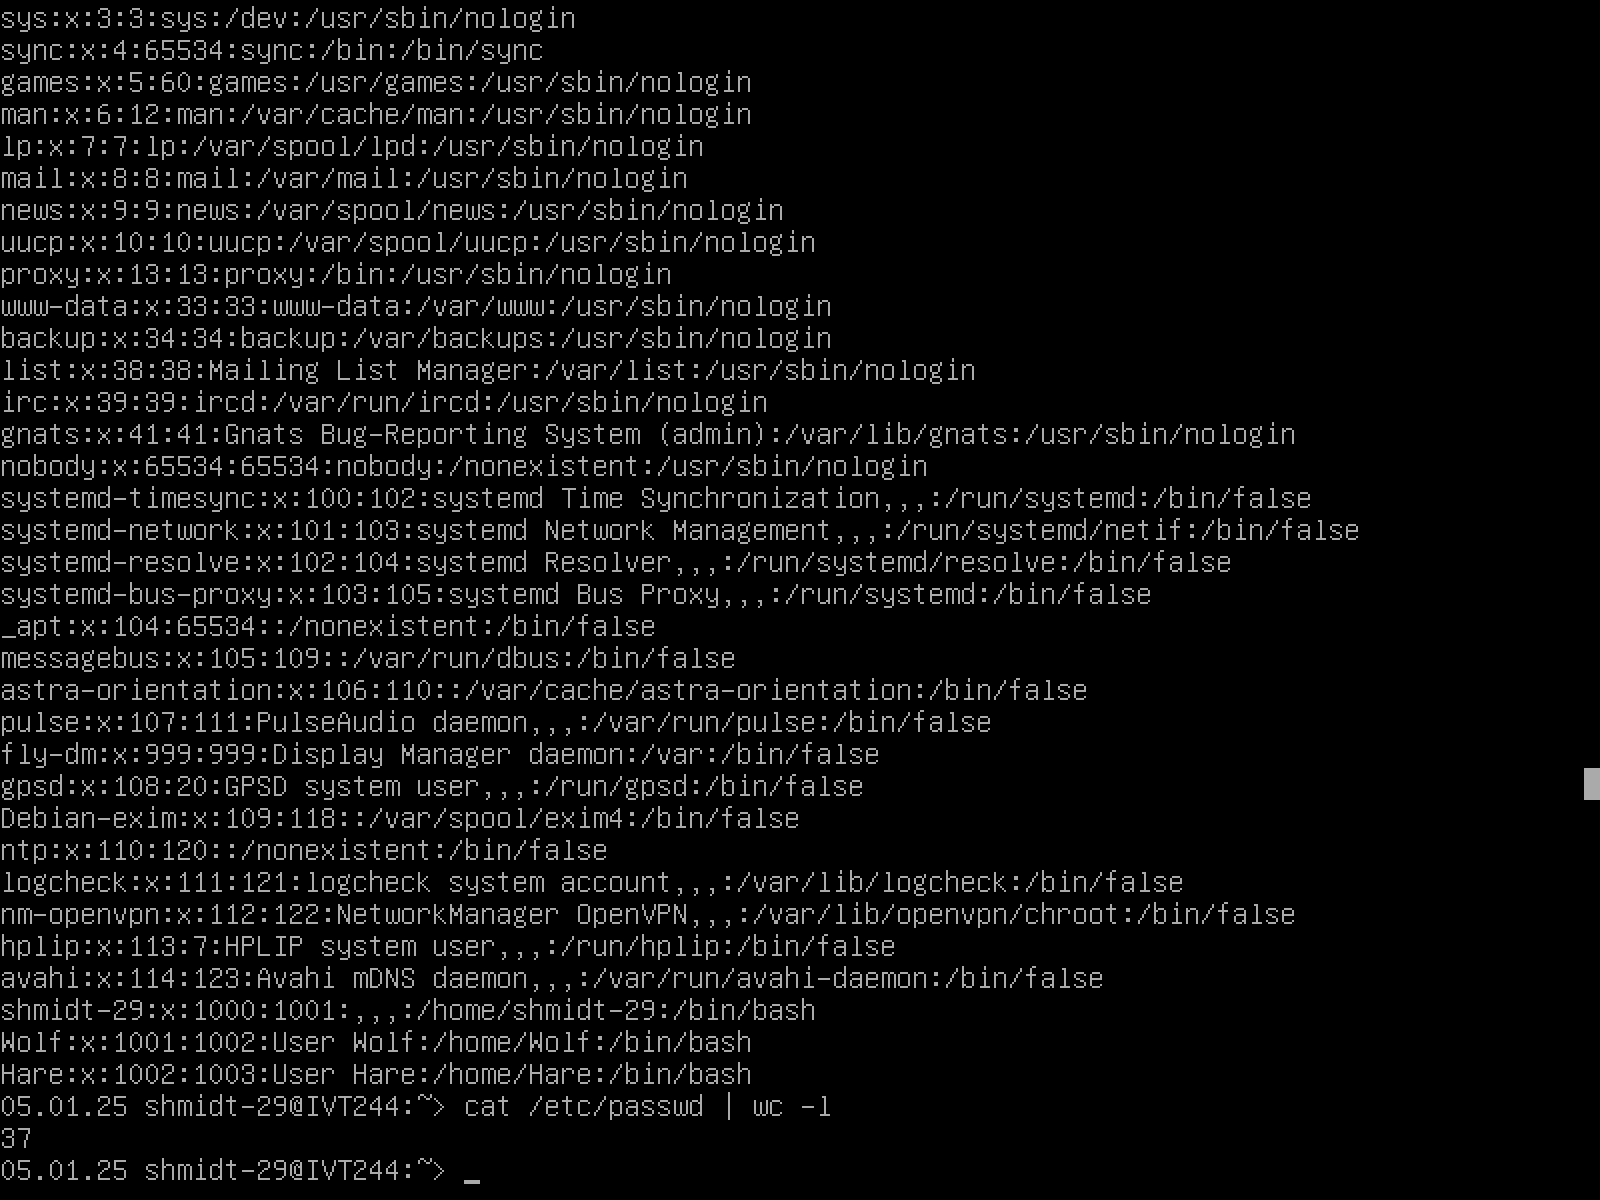 sys:x:3:3:sys:/dev:/usr/sbin/nologin
sync:x:4:65534:sync:/bin:/bin/sync
games:x:5:60:games:/usr/games:/usr/sbin/nologin
man:x:6:12:man:/var/cache/man:/usr/sbin/nologin
lp:x:7:7:lp:/var/spool/lpd:/usr/sbin/nologin
mail:x:8:8:mail:/var/mail:/usr/sbin/nologin
news:x:9:9:news:/var/spool/news:/usr/sbin/nologin
uucp:x:10:10:uucp:/var/spool/uucp:/usr/sbin/nologin
proxy:x:13:13:proxy:/bin:/usr/sbin/nologin
www-data:x:33:33:www-data:/var/www:/usr/sbin/nologin
backup:x:34:34:backup:/var/backups:/usr/sbin/nologin
list:x:38:38:Mailing List Manager:/var/list:/usr/sbin/nologin
irc:x:39:39:ircd:/var/run/ircd:/usr/sbin/nologin
gnats:x:41:41:Gnats Bug-Reporting System (admin):/var/lib/gnats:/usr/sbin/nologin
nobody:x:65534:65534:nobody:/nonexistent:/usr/sbin/nologin
systemd-timesync:x:100:102:systemd Time Synchronization,,,:/run/systemd:/bin/false
systemd-network:x:101:103:systemd Network Management,,,:/run/systemd/netif:/bin/false
systemd-resolve:x:102:104:systemd Resolver,,,:/run/systemd/resolve:/bin/false
systemd-bus-proxy:x:103:105:systemd Bus Proxy,,,:/run/systemd:/bin/false
_apt:x:104:65534::/nonexistent:/bin/false
messagebus:x:105:109::/var/run/dbus:/bin/false
astra-orientation:x:106:110::/var/cache/astra-orientation:/bin/false
pulse:x:107:111:PulseAudio daemon,,,:/var/run/pulse:/bin/false
fly-dm:x:999:999:Display Manager daemon:/var:/bin/false
gpsd:x:108:20:GPSD system user,,,:/run/gpsd:/bin/false
Debian-exim:x:109:118::/var/spool/exim4:/bin/false
ntp:x:110:120::/nonexistent:/bin/false
logcheck:x:111:121:logcheck system account,,,:/var/lib/logcheck:/bin/false
nm-openvpn:x:112:122:NetworkManager OpenVPN,,,:/var/lib/openvpn/chroot:/bin/false
hplip:x:113:7:HPLIP system user,,,:/run/hplip:/bin/false
avahi:x:114:123:Avahi mDNS daemon,,,:/var/run/avahi-daemon:/bin/false
shmidt-29:x:1000:1001:,,,:/home/shmidt-29:/bin/bash
Wolf:x:1001:1002:User Wolf:/home/Wolf:/bin/bash
Hare:x:1002:1003:User Hare:/home/Hare:/bin/bash
05.01.25 shmidt-29@IVT244:~> cat /etc/passwd | wc -l
37
05.01.25 shmidt-29@IVT244:~> _